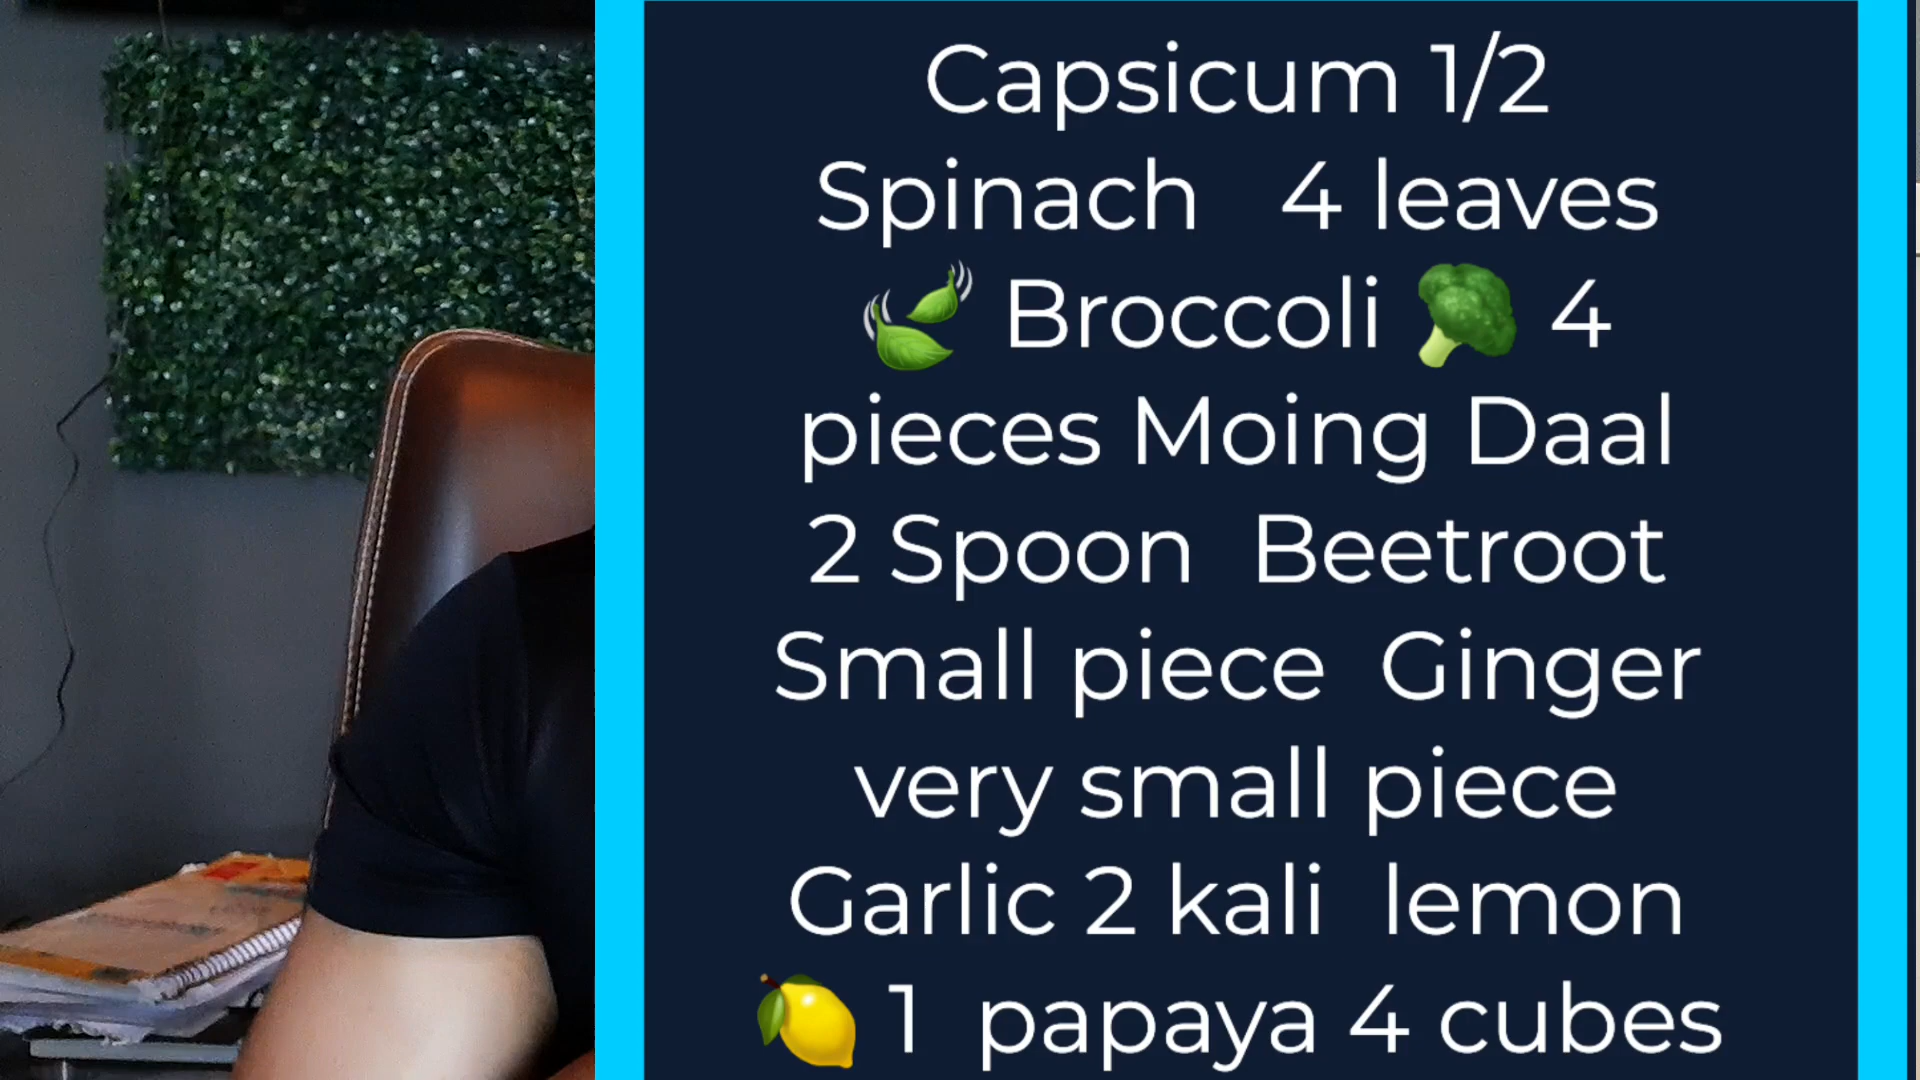 Capsicum 1/2
Spinach 4 leaves
🍃 Broccoli 🥦 4
pieces Moing Daal
2 Spoon Beetroot
Small piece Ginger
very small piece
Garlic 2 kali lemon
🍋 1 papaya 4 cubes